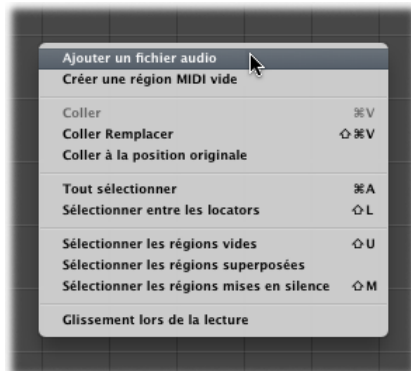 Ajouter un fichier audio
Créer une région MIDI vide
Coller ⌘V
Coller Remplacer ⇧⌘V
Coller à la position originale
Tout sélectionner ⌘A
Sélectionner entre les locators ⇧L
Sélectionner les régions vides ⇧U
Sélectionner les régions superposées
Sélectionner les régions mises en silence ⇧M
Glissement lors de la lecture